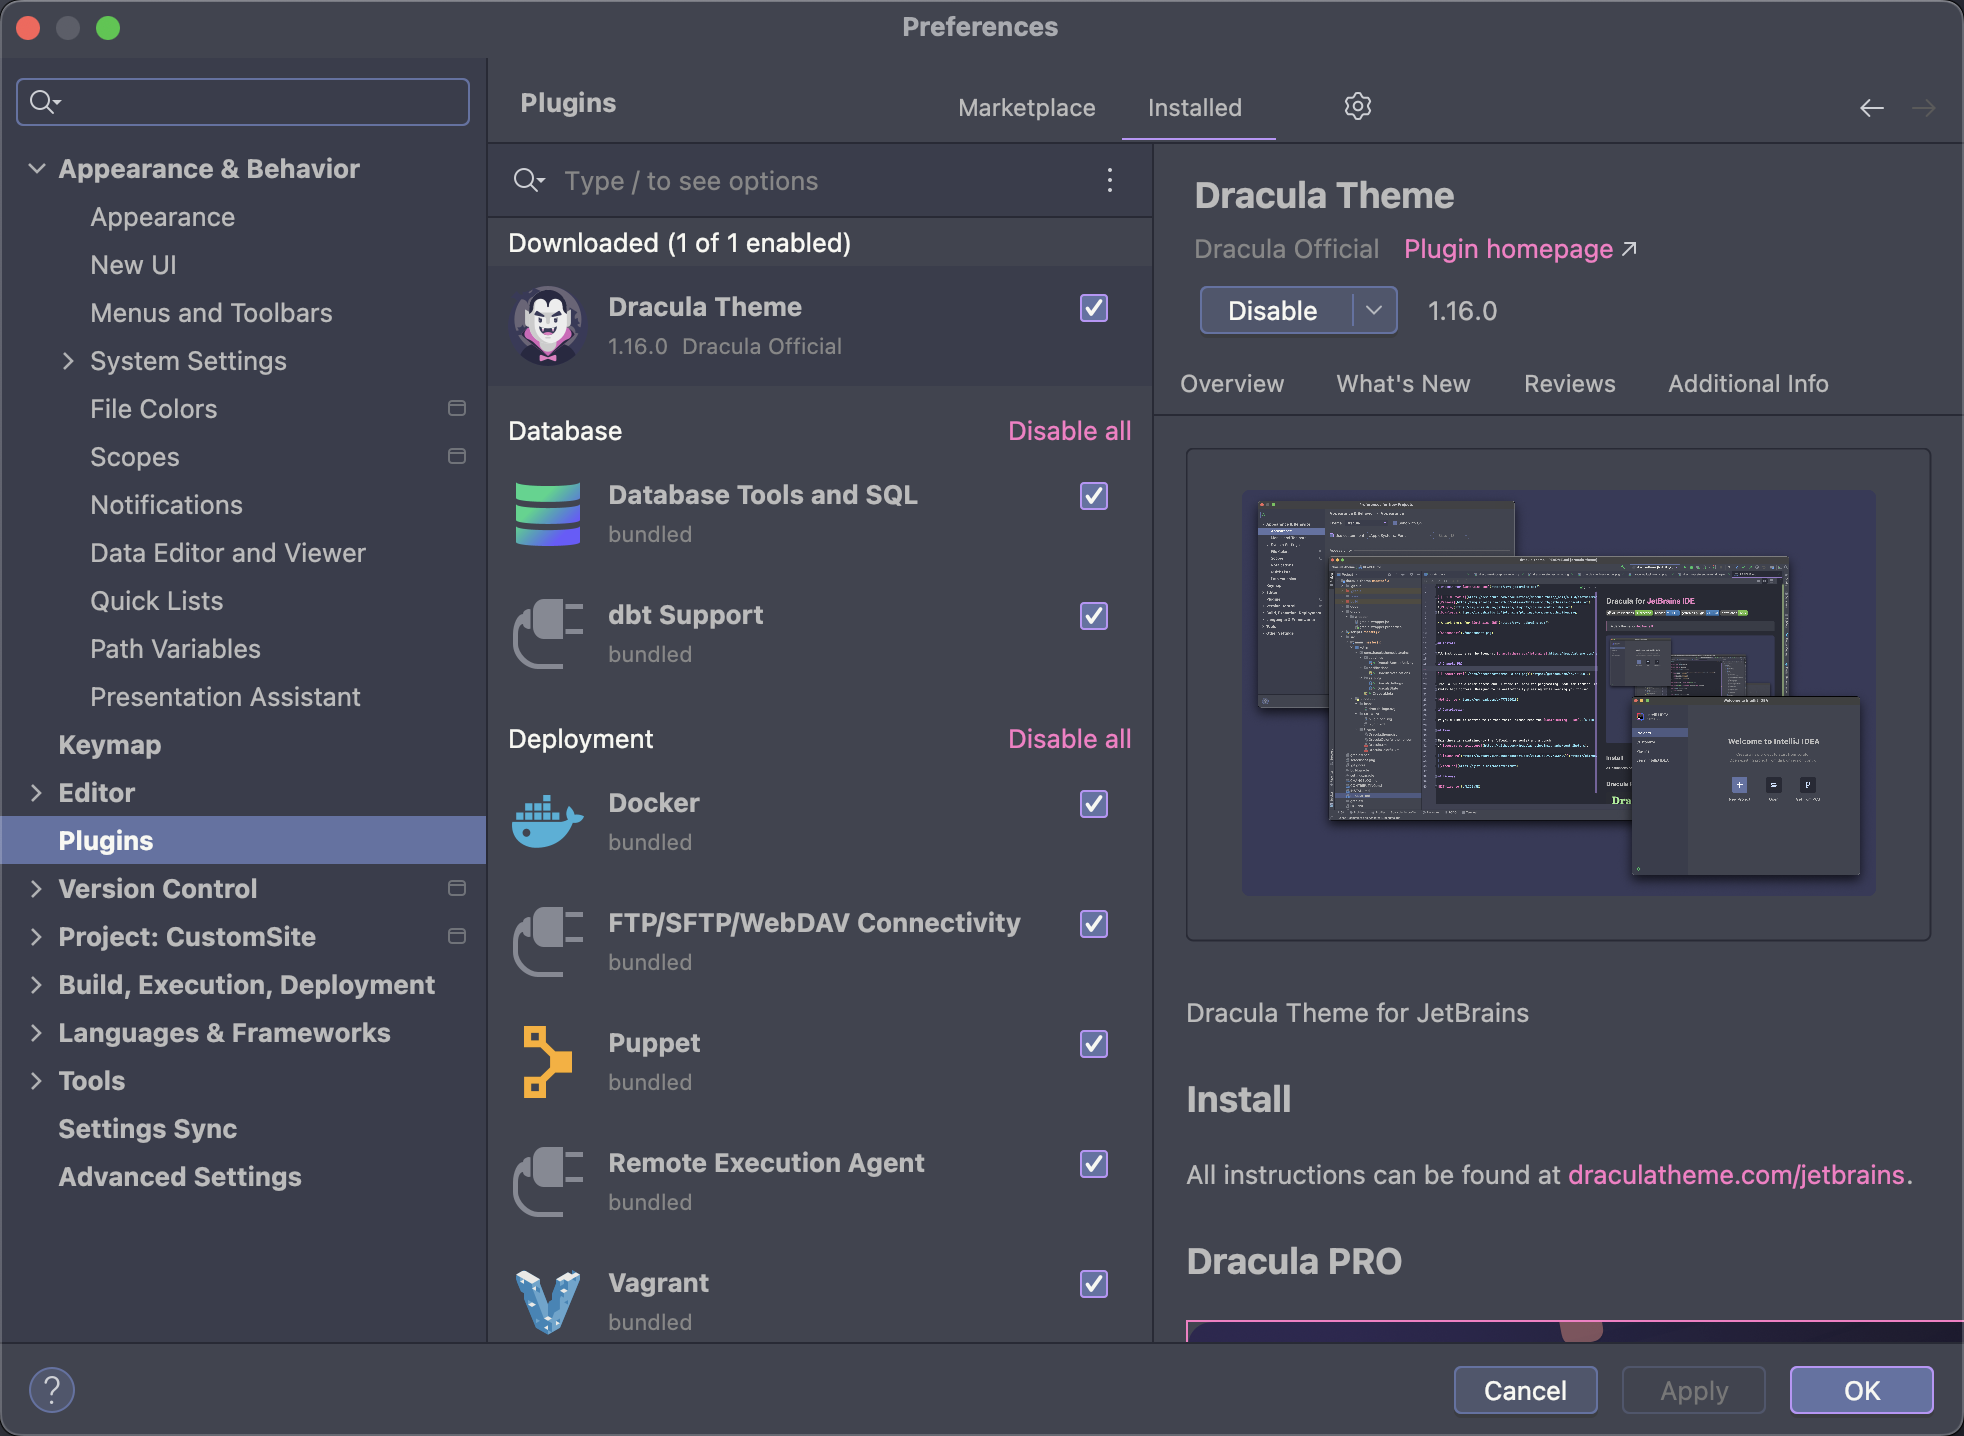 Preferences
Appearance & Behavior
Appearance
New UI
Menus and Toolbars
System Settings
File Colors
Scopes
Notifications
Data Editor and Viewer
Quick Lists
Path Variables
Presentation Assistant
Keymap
Editor
Plugins
Version Control
Project: CustomSite
Build, Execution, Deployment
Languages & Frameworks
Tools
Settings Sync
Advanced Settings
Plugins
Marketplace
Installed
Type / to see options
Downloaded (1 of 1 enabled)
Dracula Theme
1.16.0 Dracula Official
Database
Disable all
Database Tools and SQL
bundled
dbt Support
bundled
Deployment
Disable all
Docker
bundled
FTP/SFTP/WebDAV Connectivity
bundled
Puppet
bundled
Remote Execution Agent
bundled
Vagrant
bundled
Dracula Theme
Dracula Official Plugin homepage
Disable
1.16.0
Overview
What's New
Reviews
Additional Info
Dracula for JetBrains IDE
Welcome to IntelliJ IDEA
Dracula Theme for JetBrains
Install
All instructions can be found at draculatheme.com/jetbrains.
Dracula PRO
?
Cancel
Apply
OK